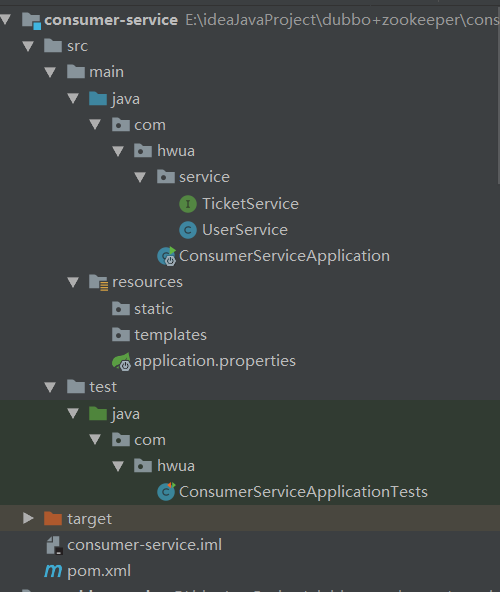 consumer-service E:\ideaJavaProject\dubbo+zookeeper\cons
src
main
java
com
hwua
service
I TicketService
C UserService
C ConsumerServiceApplication
resources
static
templates
application.properties
test
java
com
hwua
C ConsumerServiceApplicationTests
target
consumer-service.iml
m pom.xml